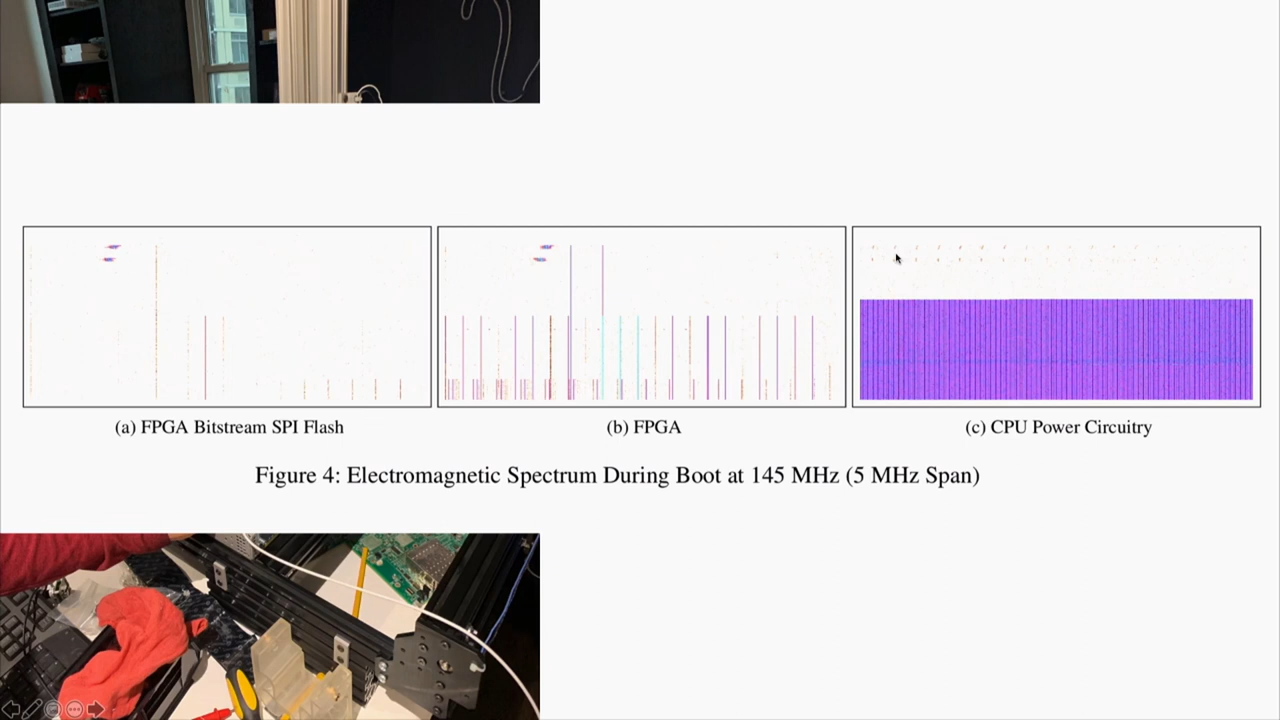 (a) FPGA Bitstream SPI Flash
(b) FPGA
(c) CPU Power Circuitry
Figure 4: Electromagnetic Spectrum During Boot at 145 MHz (5 MHz Span)